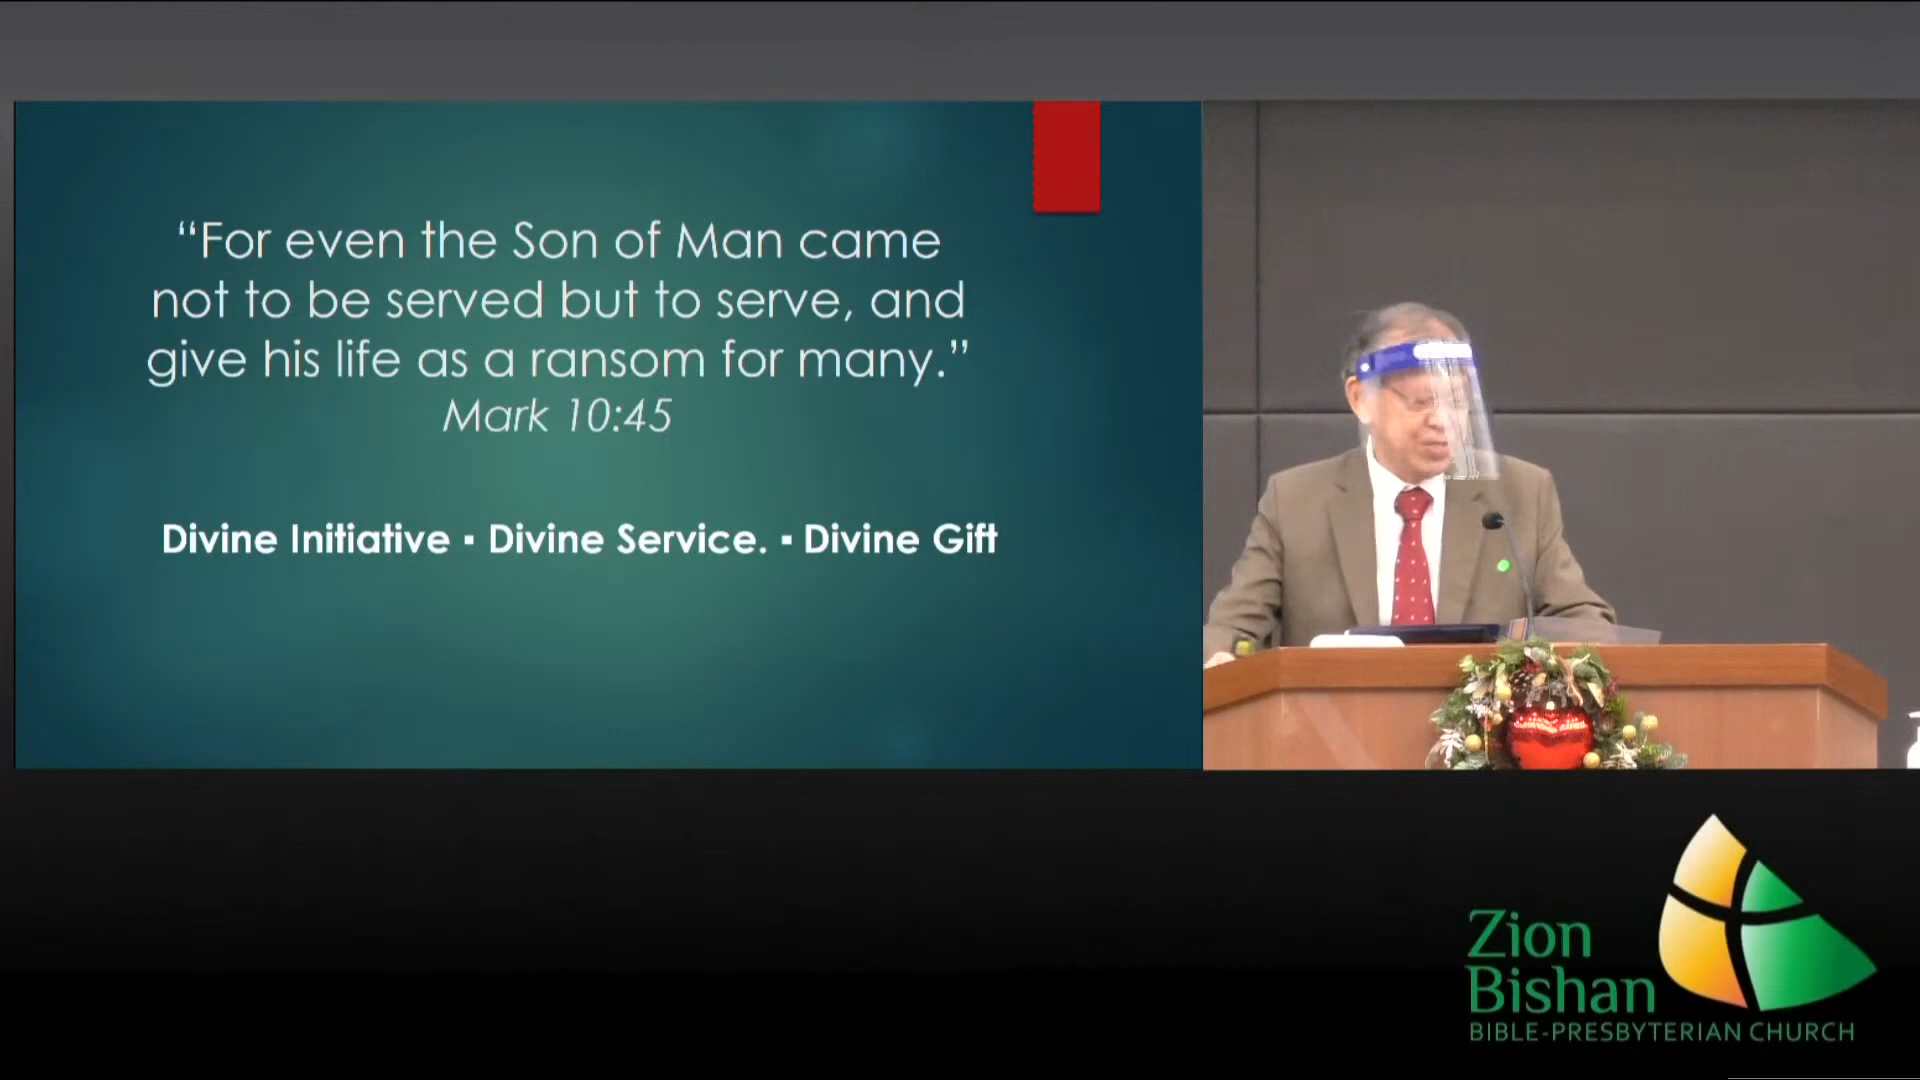 “For even the Son of Man came
not to be served but to serve, and
give his life as a ransom for many.”
Mark 10:45
Divine Initiative ▪ Divine Service. ▪ Divine Gift
Zion
Bishan
BIBLE-PRESBYTERIAN CHURCH